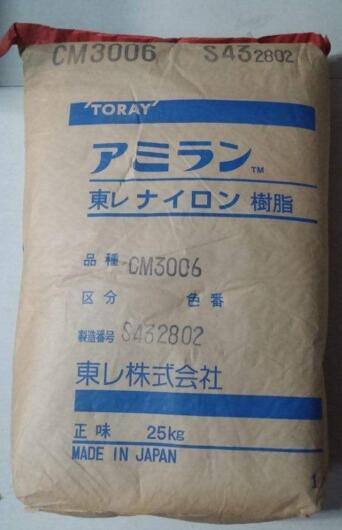 CM3006 S432802
'TORAY'
アミラン™
東レ ナイロン 樹脂
品種 CM3006
区分 色番
製造番号 S432802
東レ株式会社
正味 25kg
MADE IN JAPAN
1